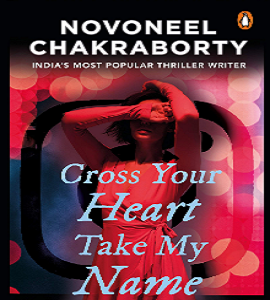 NOVONEEL
CHAKRABORTY
INDIA'S MOST POPULAR THRILLER WRITER
Cross Your
Heart
Take My
Name